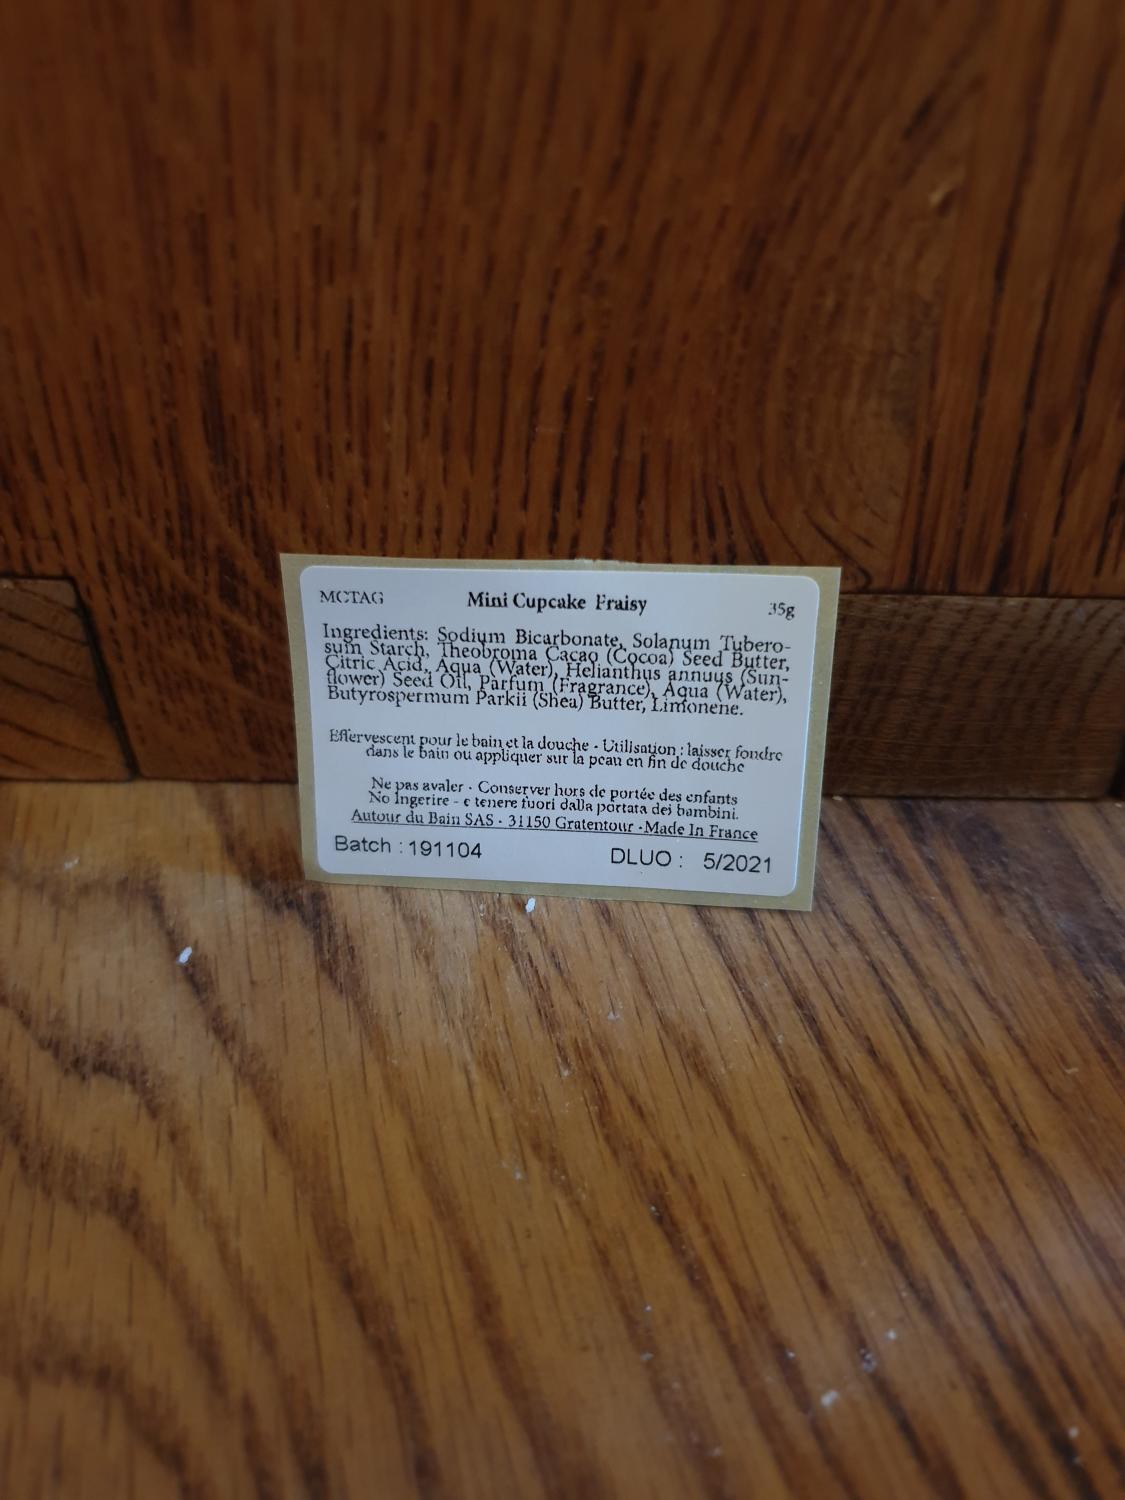 MCTAG Mini Cupcake Fraisy 35g
Ingredients: Sodium Bicarbonate, Solanum Tubero-
sum Starch, Theobroma Cacao (Cocoa) Seed Butter,
Citric Acid, Aqua (Water), Helianthus annuus (Sun-
flower) Seed Oil, Parfum (Fragrance), Aqua (Water),
Butyrospermum Parkii (Shea) Butter, Limonene.
Effervescent pour le bain et la douche - Utilisation : laisser fondre
dans le bain ou appliquer sur la peau en fin de douche
Ne pas avaler - Conserver hors de portée des enfants
No Ingerire - e tenere fuori dalla portata dei bambini.
Autour du Bain SAS - 31150 Gratentour -Made In France
Batch : 191104 DLUO : 5/2021